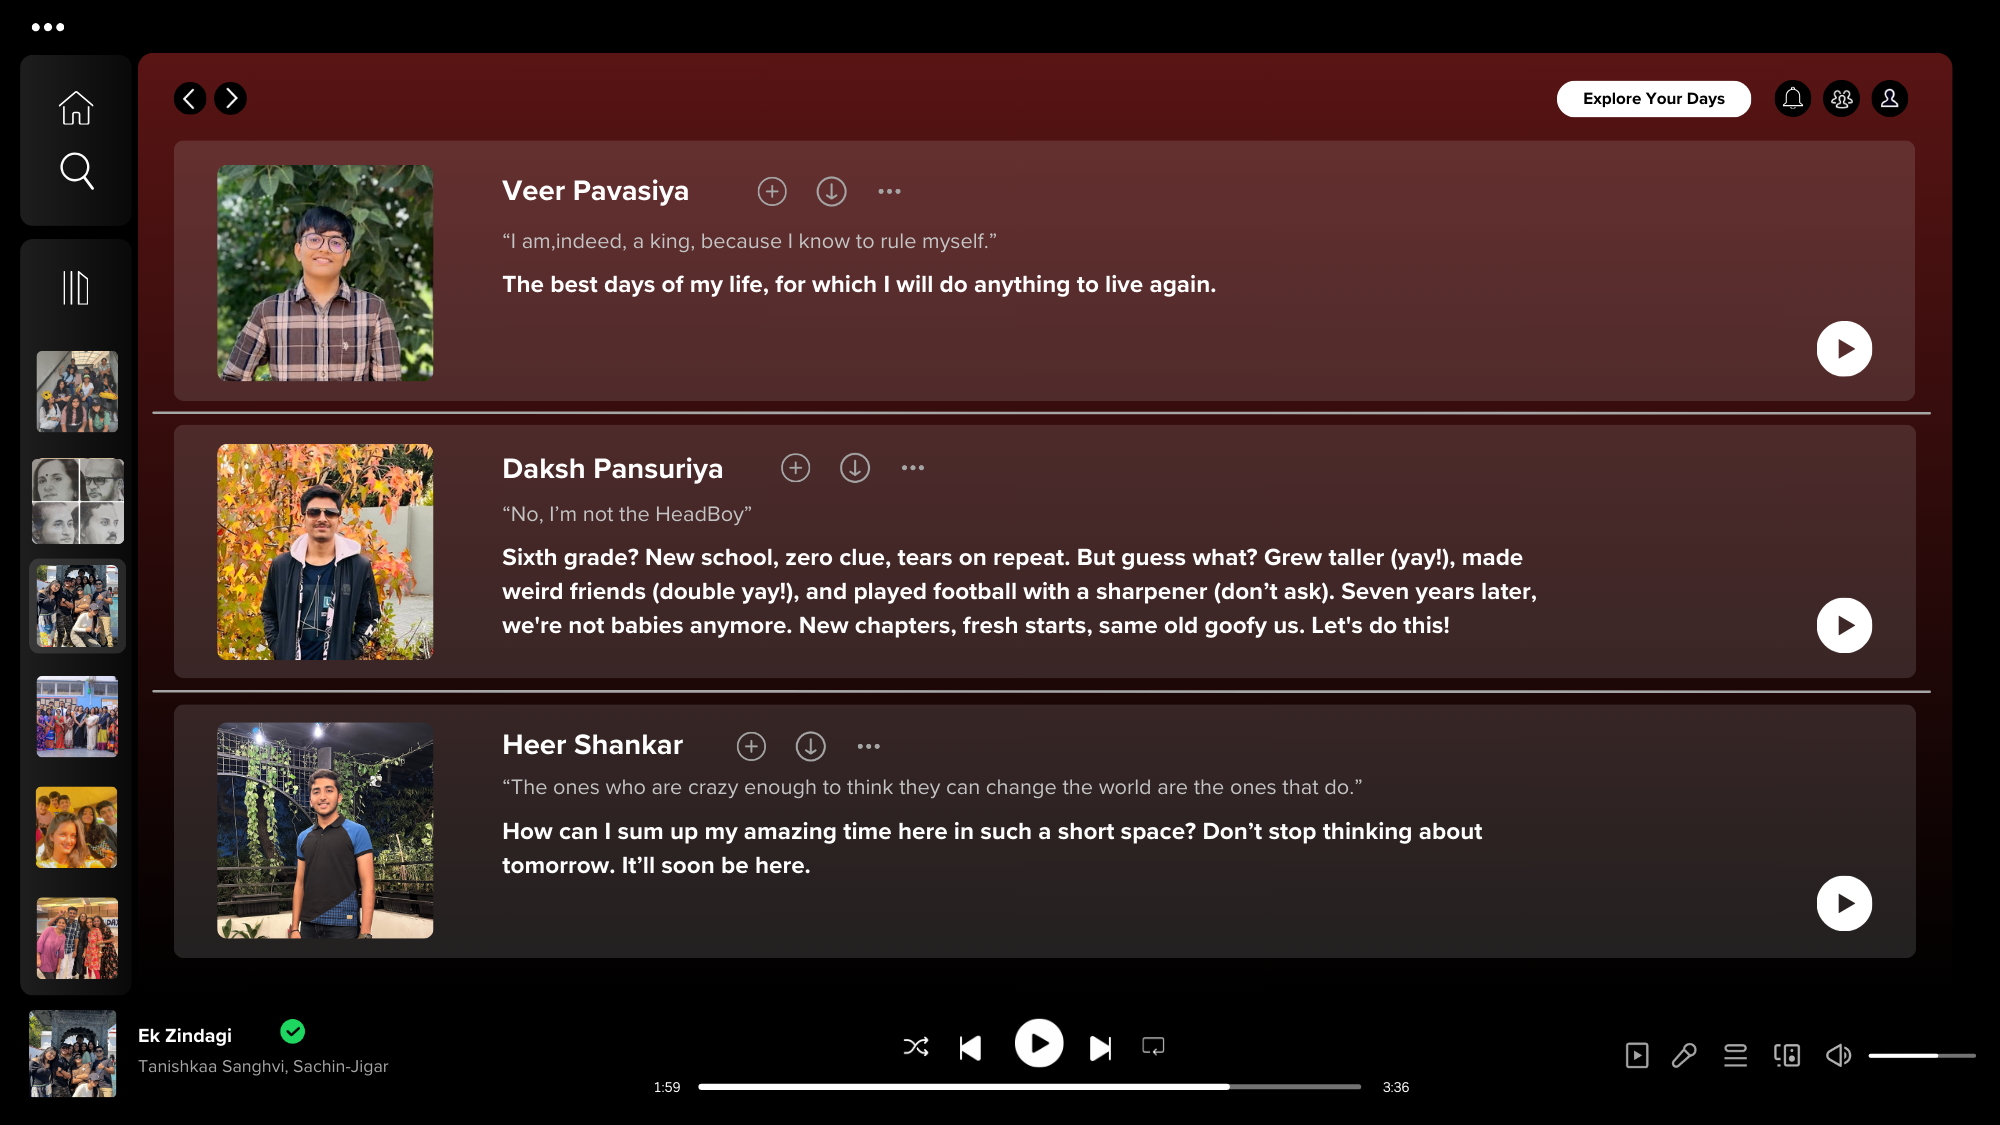 Explore Your Days
Veer Pavasiya
“I am,indeed, a king, because I know to rule myself.”
The best days of my life, for which I will do anything to live again.
Daksh Pansuriya
“No, I’m not the HeadBoy”
Sixth grade? New school, zero clue, tears on repeat. But guess what? Grew taller (yay!), made
weird friends (double yay!), and played football with a sharpener (don’t ask). Seven years later,
we're not babies anymore. New chapters, fresh starts, same old goofy us. Let's do this!
Heer Shankar
“The ones who are crazy enough to think they can change the world are the ones that do.”
How can I sum up my amazing time here in such a short space? Don’t stop thinking about
tomorrow. It’ll soon be here.
Ek Zindagi
Tanishkaa Sanghvi, Sachin-Jigar
1:59
3:36